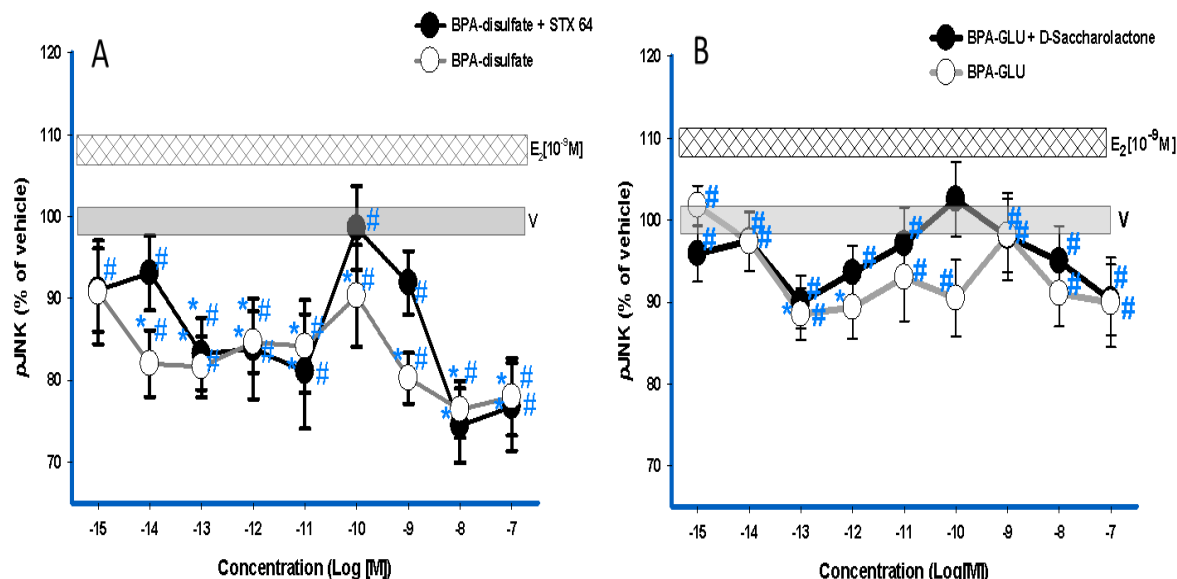 A
BPA-disulfate + STX 64
BPA-disulfate
120
110
100
90
80
70
pJNK (% of vehicle)
E2[10-9M]
V
* # symbols
-15 -14 -13 -12 -11 -10 -9 -8 -7
Concentration (Log [M])
B
BPA-GLU + D-Saccharolactone
BPA-GLU
120
110
100
90
80
70
pJNK (% of vehicle)
E2[10-9M]
V
-15 -14 -13 -12 -11 -10 -9 -8 -7
Concentration (Log[M])